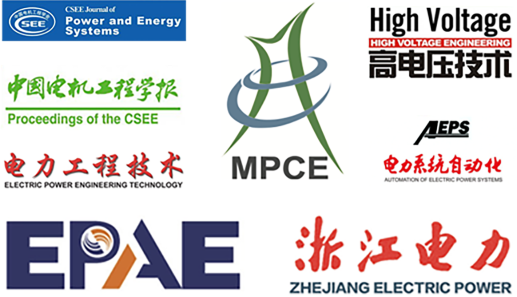 CSEE
CSEE Journal of
Power and Energy
Systems
中国电机工程学报
Proceedings of the CSEE
电力工程技术
ELECTRIC POWER ENGINEERING TECHNOLOGY
MPCE
High Voltage
HIGH VOLTAGE ENGINEERING
高电压技术
AEPS
电力系统自动化
AUTOMATION OF ELECTRIC POWER SYSTEMS
EPAE
浙江电力
ZHEJIANG ELECTRIC POWER